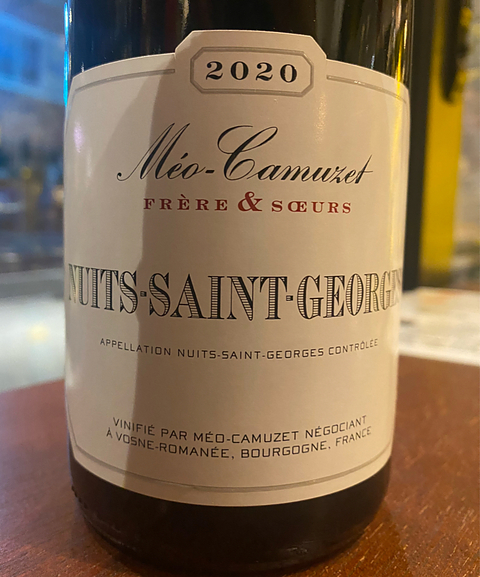 2020
Méo-Camuzet
FRÈRE & SŒURS
NUITS-SAINT-GEORGES
APPELLATION NUITS-SAINT-GEORGES CONTRÔLÉE
VINIFIÉ PAR MÉO-CAMUZET NÉGOCIANT
À VOSNE-ROMANÉE, BOURGOGNE, FRANCE